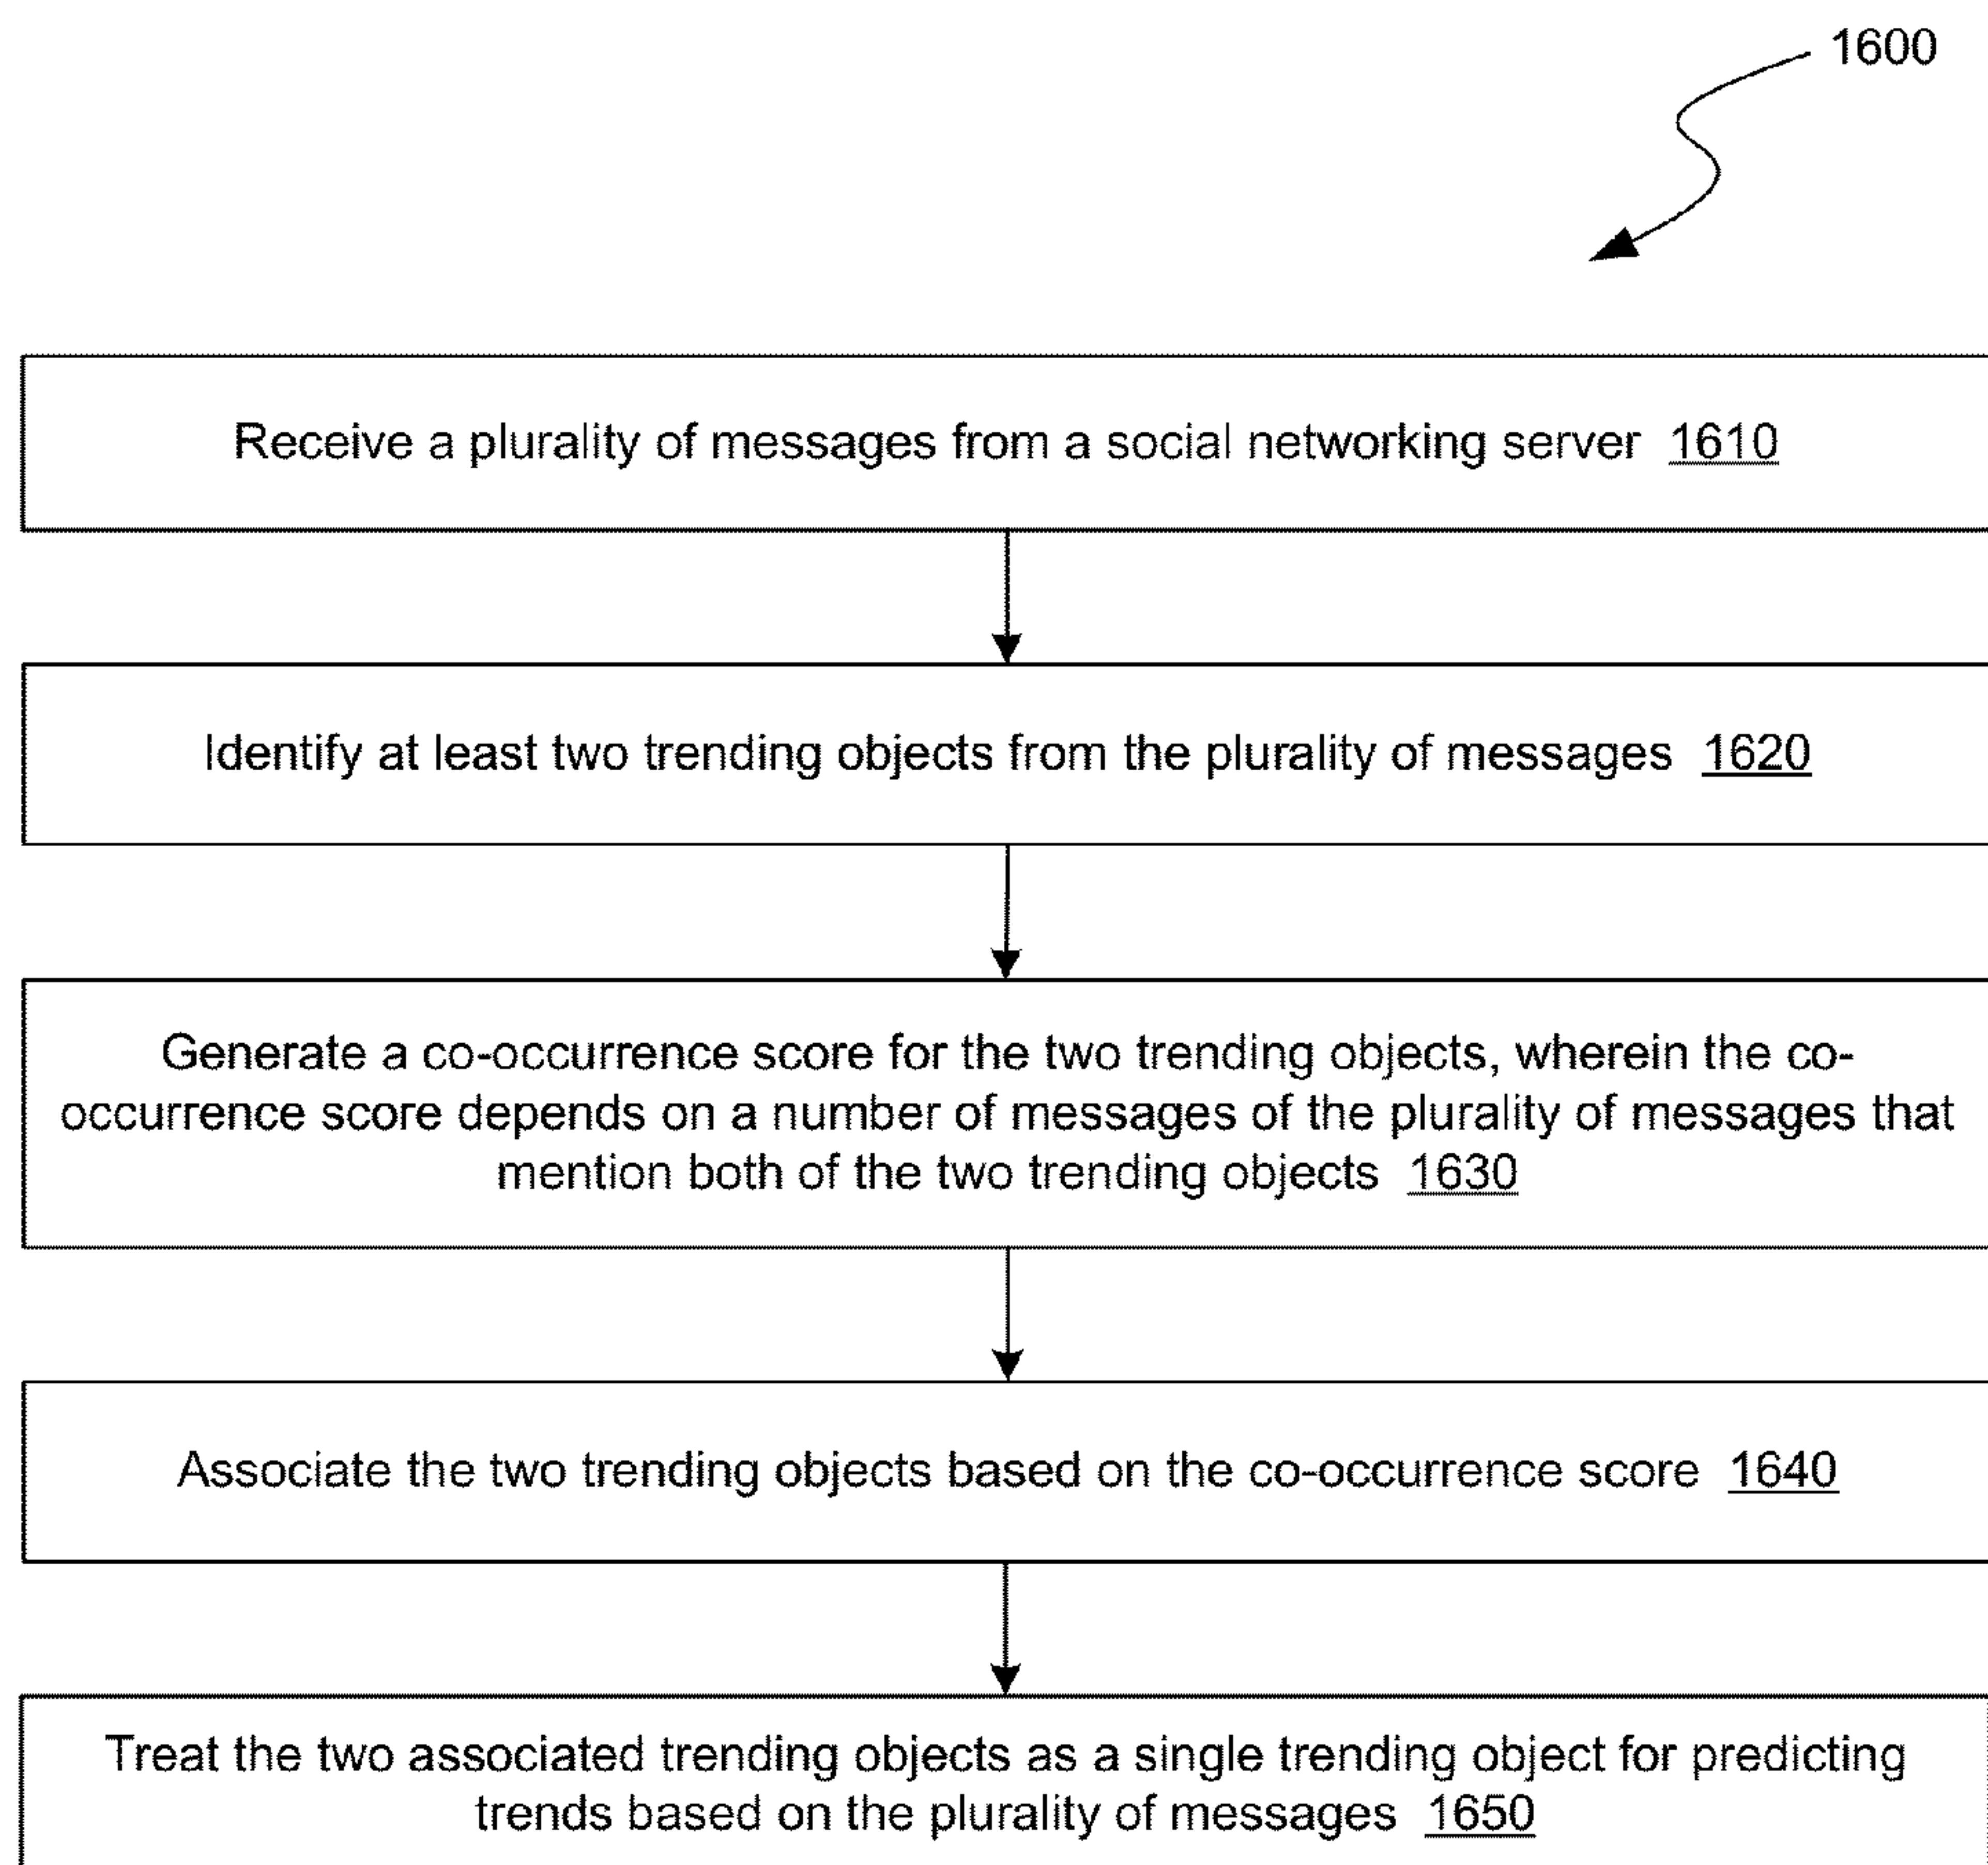 1600
Receive a plurality of messages from a social networking server 1610
Identify at least two trending objects from the plurality of messages 1620
Generate a co-occurrence score for the two trending objects, wherein the co-
occurrence score depends on a number of messages of the plurality of messages that
mention both of the two trending objects 1630
Associate the two trending objects based on the co-occurrence score 1640
Treat the two associated trending objects as a single trending object for predicting
trends based on the plurality of messages 1650